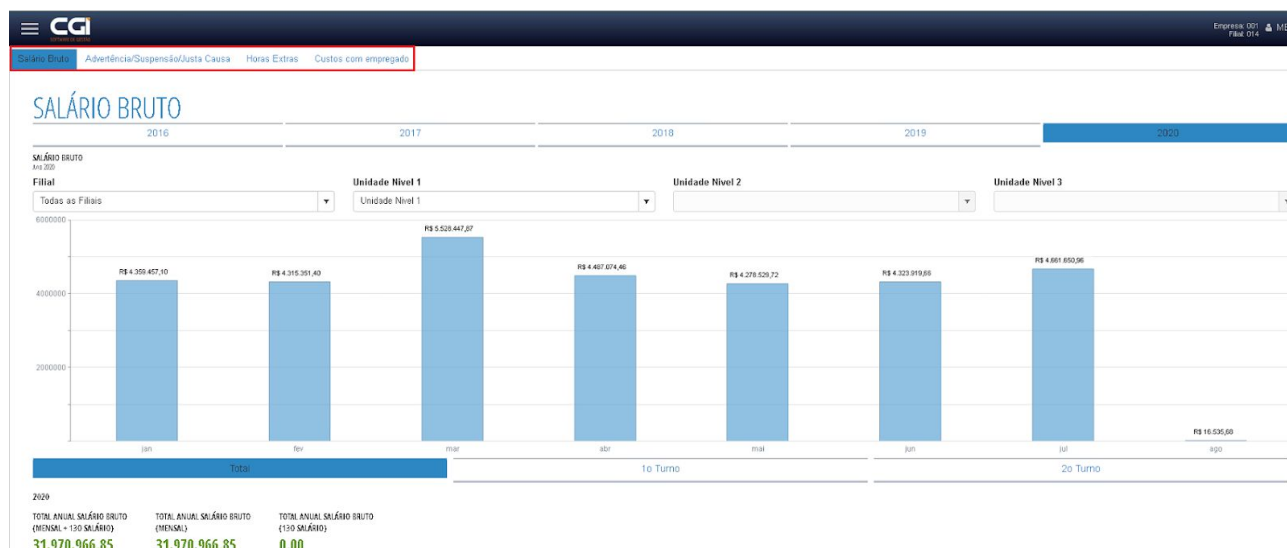 CGI
Empresa: 001
Filial: 014
ME
Salário Bruto Advertência/Suspensão/Justa Causa Horas Extras Custos com empregado
SALÁRIO BRUTO
2016 2017 2018 2019 2020
SALÁRIO BRUTO
Ano 2020
Filial Unidade Nivel 1 Unidade Nivel 2 Unidade Nivel 3
Todas as Filiais Unidade Nivel 1
6000000
R$ 5.528.447,87
R$ 4.359.457,10 R$ 4.315.351,40 R$ 4.487.074,46 R$ 4.278.529,72 R$ 4.323.919,66 R$ 4.661.650,96
4000000
2000000
R$ 16.535,68
jan fev mar abr mai jun jul ago
Total 1o Turno 2o Turno
2020
TOTAL ANUAL SALÁRIO BRUTO TOTAL ANUAL SALÁRIO BRUTO TOTAL ANUAL SALÁRIO BRUTO
(MENSAL + 130 SALÁRIO) (MENSAL) (130 SALÁRIO)
31.970.966,85 31.970.966,85 0,00